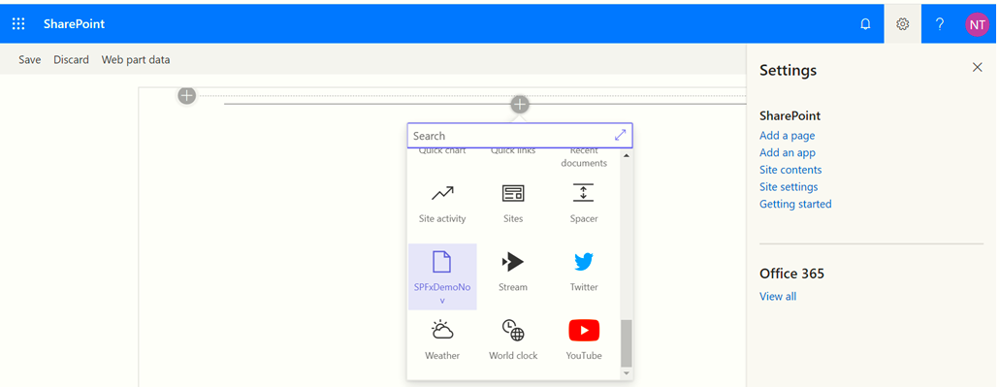 SharePoint
NT
Save Discard Web part data
Settings
SharePoint
Add a page
Add an app
Site contents
Site settings
Getting started
Office 365
View all
Search
Quick chart Quick links Recent
documents
Site activity Sites Spacer
SPFxDemoNo
v
Stream Twitter
Weather World clock YouTube